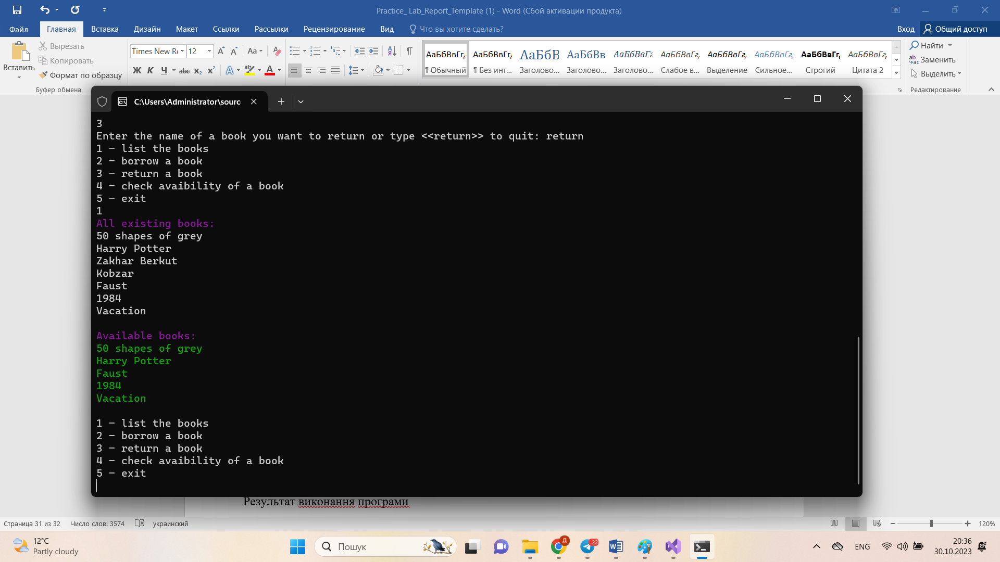 Practice_ Lab_Report_Template (1) - Word (Сбой активации продукта)
Файл Главная Вставка Дизайн Макет Ссылки Рассылки Рецензирование Вид Что вы хотите сделать? Вход Общий доступ
Вставить
Вырезать
Копировать
Формат по образцу
Буфер обмена
Times New Rо 12 Aa
Ж К Ч abc x₂ x² A ab A
АаБбВвГг, АаБбВвГг, АаБбВ АаБбВв АаБбВвГг АаБбВвГг, АаБбВвГг, АаБбВвГг, АаБбВвГг, АаБбВвГг,
¶ Обычный ¶ Без инт... Заголово... Заголово... Заголово... Слабое в... Выделение Сильное... Строгий Цитата 2
Найти
Заменить
Выделить
Редактирование
C:\Users\Administrator\sourc
3
Enter the name of a book you want to return or type <<return>> to quit: return
1 - list the books
2 - borrow a book
3 - return a book
4 - check avaibility of a book
5 - exit
1
All existing books:
50 shapes of grey
Harry Potter
Zakhar Berkut
Kobzar
Faust
1984
Vacation
Available books:
50 shapes of grey
Harry Potter
Faust
1984
Vacation
1 - list the books
2 - borrow a book
3 - return a book
4 - check avaibility of a book
5 - exit
Результат виконання програми
Страница 31 из 32 Число слов: 3574 украинский 120%
12°C
Partly cloudy
Пошук
Д
22
ENG
20:36
30.10.2023